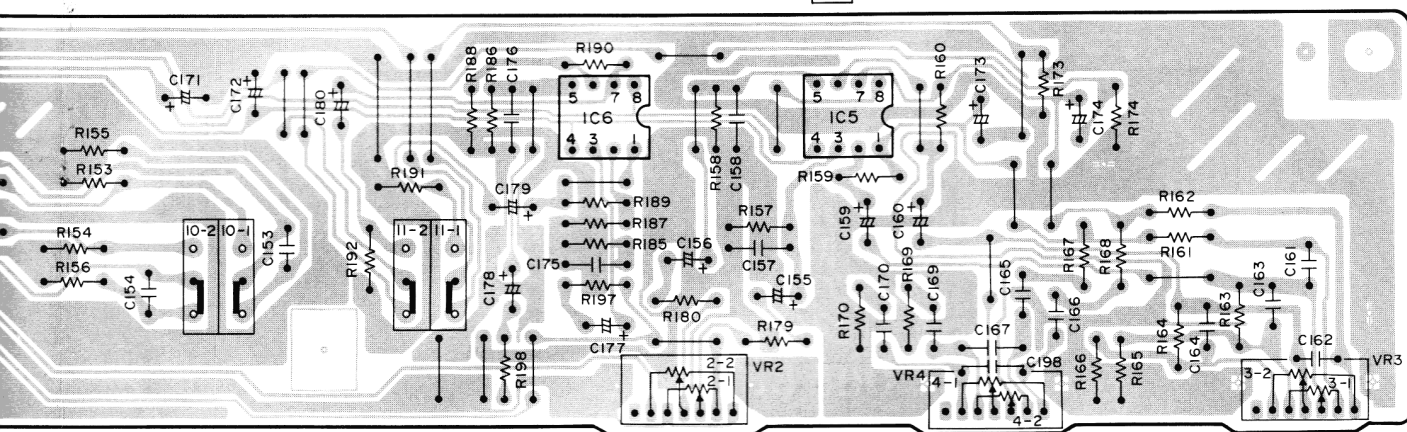 R190
R188
R186
C176
R160
C173
R173
C171
C172
+
C180
+
+
5 7 8
IC6
4 3 1
5 7 8
IC5
4 3 1
+
+
C174
R174
R155
R153
R158
C158
R159
R191
C179
+
R189
R187
R185
C175
R197
R157
C157
C156
+
C155
+
C159
+
C160
+
R162
R161
R167
R168
R154
R156
C154
10-2
10-1
C153
R192
11-2
11-1
C178
+
R180
R179
C177
+
R170
C170
R169
C169
C165
C166
C167
C198
R164
C164
R163
C163
C161
C162
R198
VR2
2-2
2-1
VR4
4-1
4-2
R166
R165
VR3
3-2
3-1